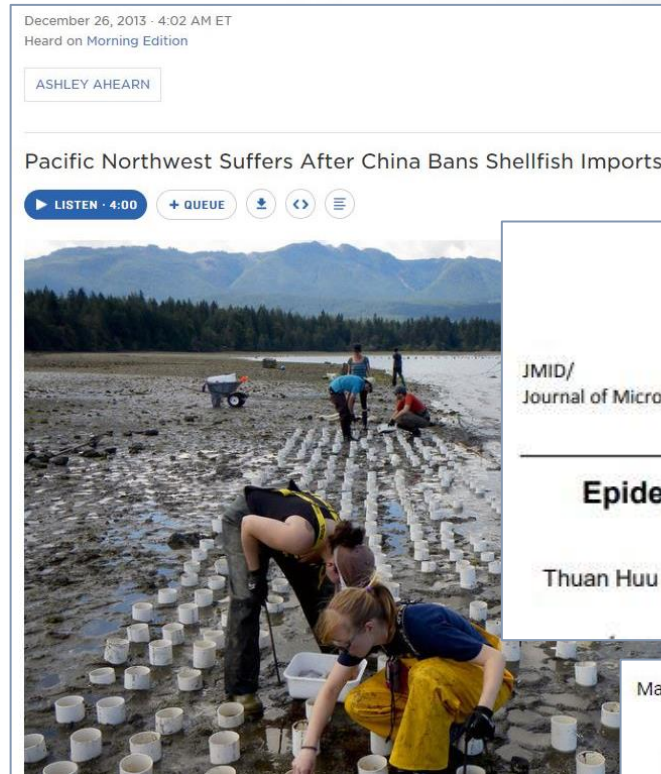 December 26, 2013 · 4:02 AM ET
Heard on Morning Edition
ASHLEY AHEARN
Pacific Northwest Suffers After China Bans Shellfish Imports
LISTEN · 4:00
+ QUEUE
JMID/
Journal of Micro
Epide
Thuan Huu
Ma